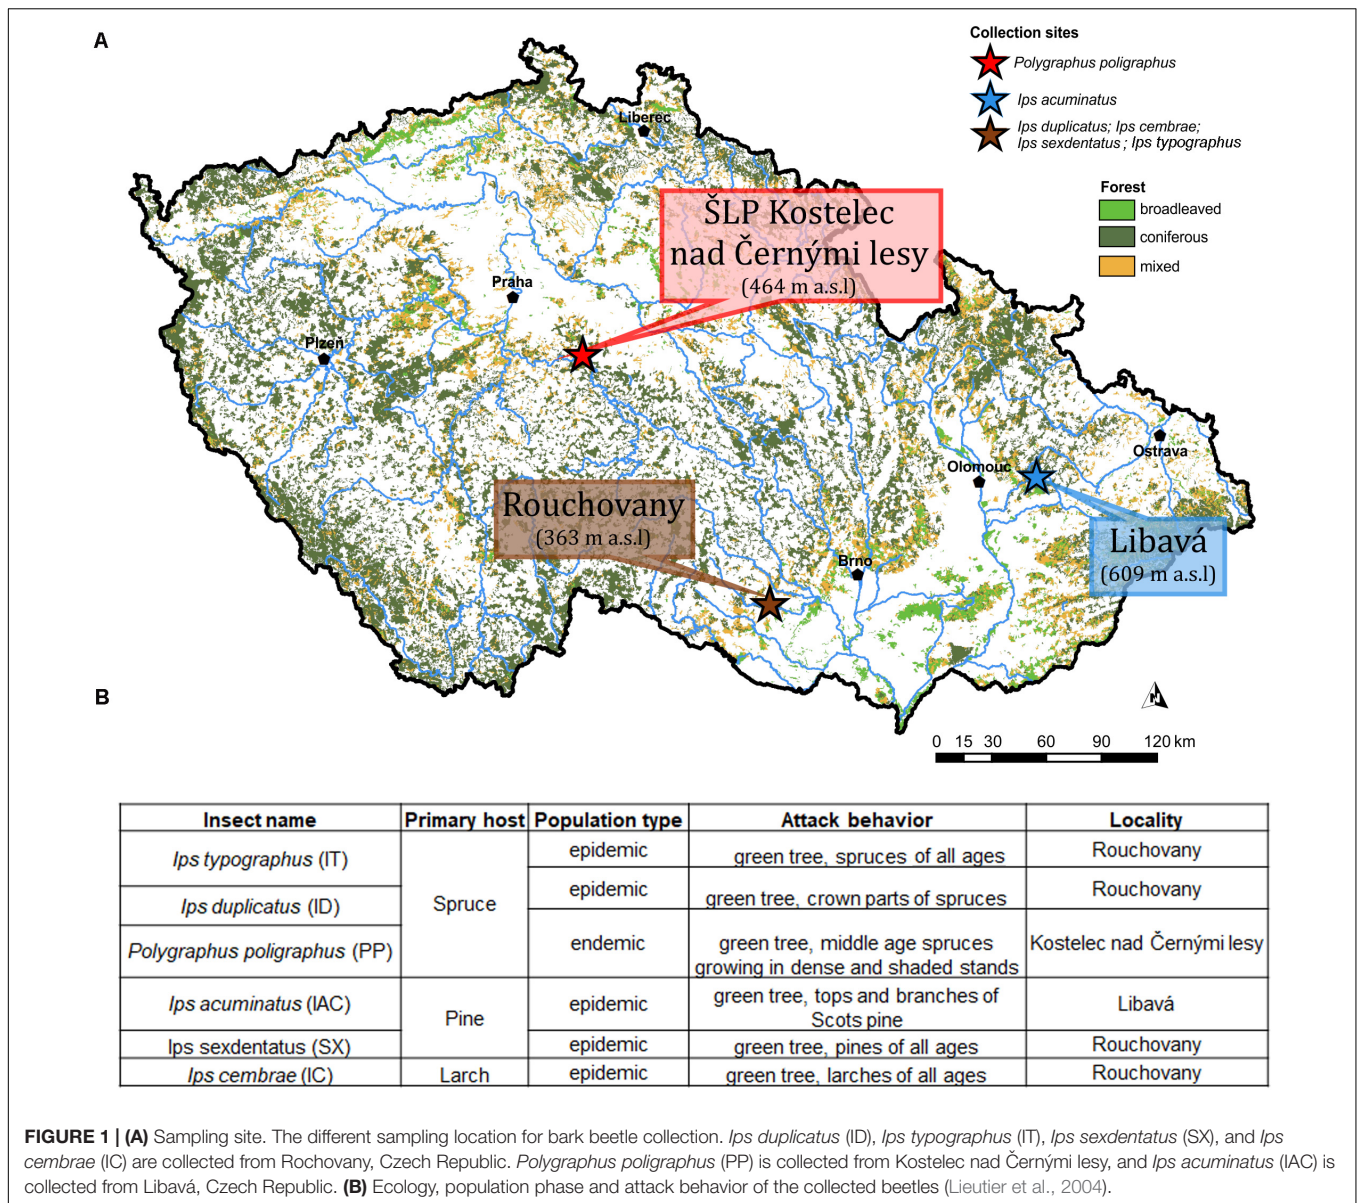 A
Collection sites
Polygraphus poligraphus
Ips acuminatus
Ips duplicatus; Ips cembrae;
Ips sexdentatus ; Ips typographus
Forest
broadleaved
coniferous
mixed
Liberec
ŠLP Kostelec
nad Černými lesy
(464 m a.s.l)
Praha
Plzeň
Ostrava
Olomouc
Rouchovany
(363 m a.s.l)
Libavá
(609 m a.s.l)
Brno
N
0 15 30 60 90 120 km
B
Insect name Primary host Population type Attack behavior Locality
Ips typographus (IT) Spruce epidemic green tree, spruces of all ages Rouchovany
Ips duplicatus (ID) epidemic green tree, crown parts of spruces Rouchovany
Polygraphus poligraphus (PP) endemic green tree, middle age spruces Kostelec nad Černými lesy
growing in dense and shaded stands
Ips acuminatus (IAC) Pine epidemic green tree, tops and branches of Libavá
Scots pine
Ips sexdentatus (SX) epidemic green tree, pines of all ages Rouchovany
Ips cembrae (IC) Larch epidemic green tree, larches of all ages Rouchovany
FIGURE 1 | (A) Sampling site. The different sampling location for bark beetle collection. Ips duplicatus (ID), Ips typographus (IT), Ips sexdentatus (SX), and Ips
cembrae (IC) are collected from Rochovany, Czech Republic. Polygraphus poligraphus (PP) is collected from Kostelec nad Černými lesy, and Ips acuminatus (IAC) is
collected from Libavá, Czech Republic. (B) Ecology, population phase and attack behavior of the collected beetles (Lieutier et al., 2004).